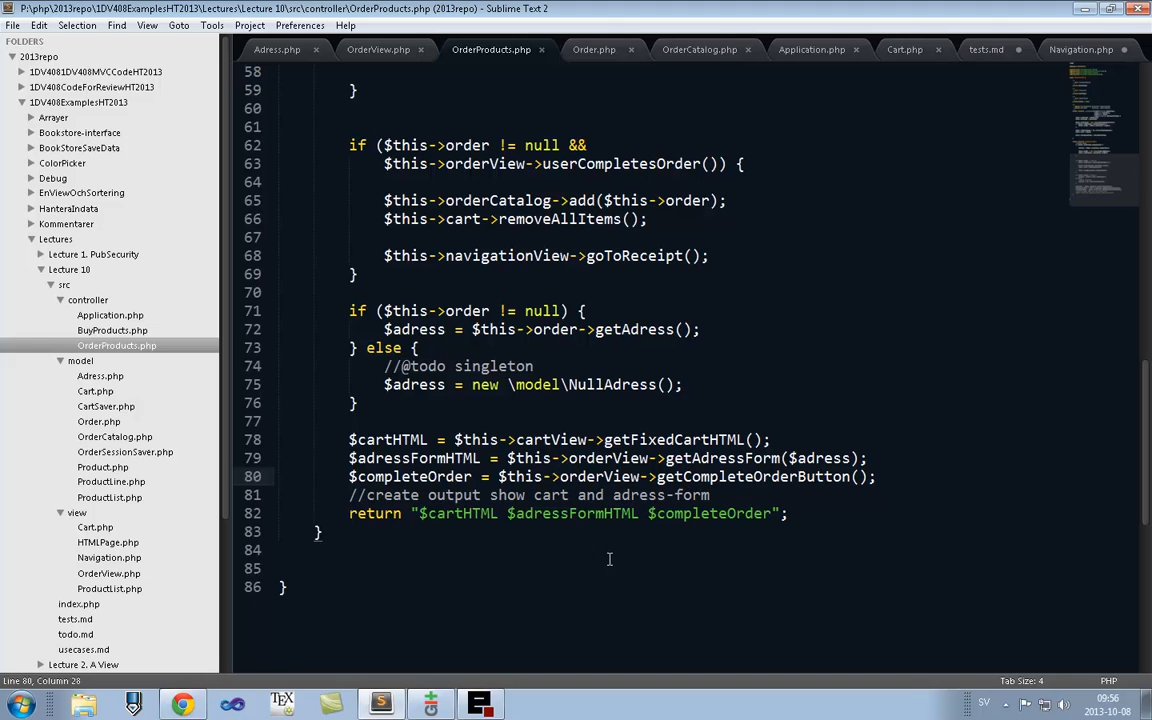 P:\php\2013repo\1DV408ExamplesHT2013\Lectures\Lecture 10\src\controller\OrderProducts.php (2013repo) - Sublime Text 2
File Edit Selection Find View Goto Tools Project Preferences Help
FOLDERS
2013repo
1DV4081DV408MVCCodeHT2013
1DV408CodeForReviewHT2013
1DV408ExamplesHT2013
Arrayer
Bookstore-interface
BookStoreSaveData
ColorPicker
Debug
EnViewOchSortering
HanteraIndata
Kommentarer
Lectures
Lecture 1. PubSecurity
Lecture 10
src
controller
Application.php
BuyProducts.php
OrderProducts.php
model
Adress.php
Cart.php
CartSaver.php
Order.php
OrderCatalog.php
OrderSessionSaver.php
Product.php
ProductLine.php
ProductList.php
view
Cart.php
HTMLPage.php
Navigation.php
OrderView.php
ProductList.php
index.php
tests.md
todo.md
usecases.md
Lecture 2. A View
Adress.php × OrderView.php × OrderProducts.php × Order.php × OrderCatalog.php × Application.php × Cart.php × tests.md Navigation.php
58
59 }
60
61
62 if ($this->order != null &&
63 $this->orderView->userCompletesOrder()) {
64
65 $this->orderCatalog->add($this->order);
66 $this->cart->removeAllItems();
67
68 $this->navigationView->goToReceipt();
69 }
70
71 if ($this->order != null) {
72 $adress = $this->order->getAdress();
73 } else {
74 //@todo singleton
75 $adress = new \model\NullAdress();
76 }
77
78 $cartHTML = $this->cartView->getFixedCartHTML();
79 $adressFormHTML = $this->orderView->getAdressForm($adress);
80 $completeOrder = $this->orderView->getCompleteOrderButton();
81 //create output show cart and adress-form
82 return "$cartHTML $adressFormHTML $completeOrder";
83 }
84
85
86 }
Line 80, Column 28 Tab Size: 4 PHP
SV 09:56
2013-10-08